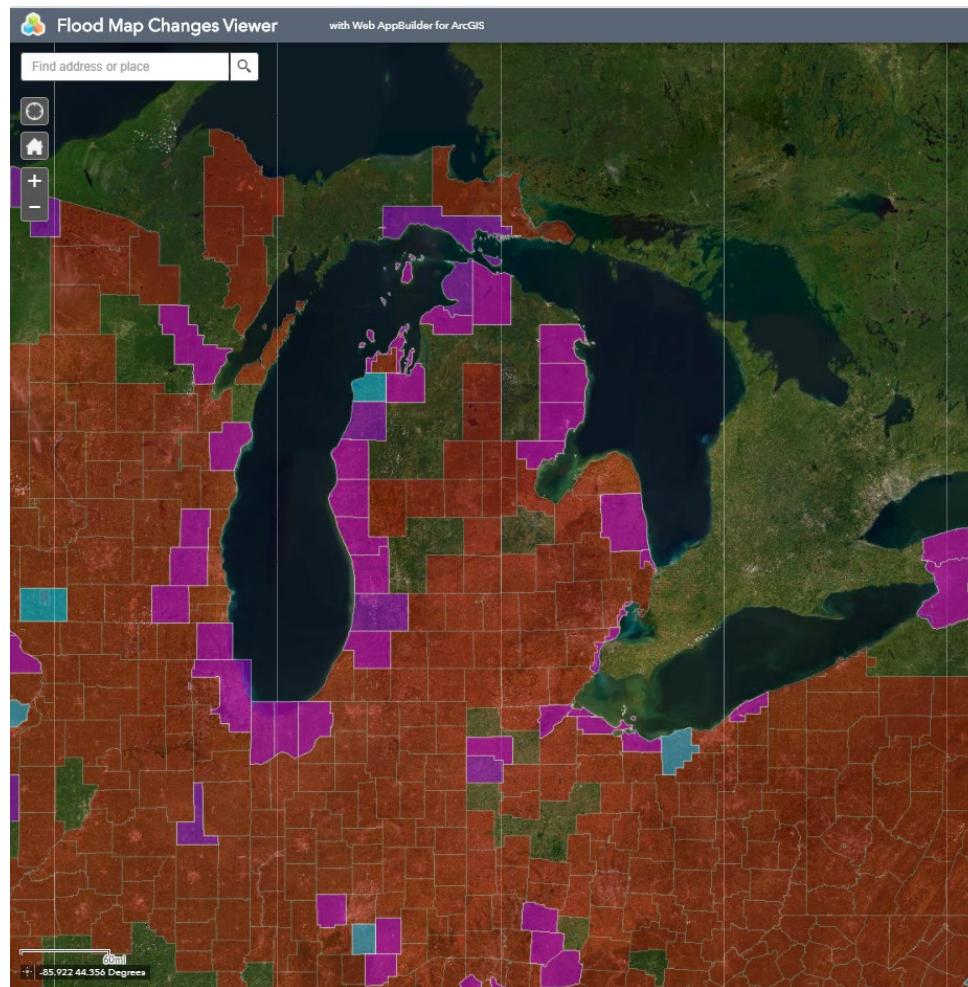 Flood Map Changes Viewer with Web AppBuilder for ArcGIS
Find address or place
+
−
60mi
-85.922 44.356 Degrees